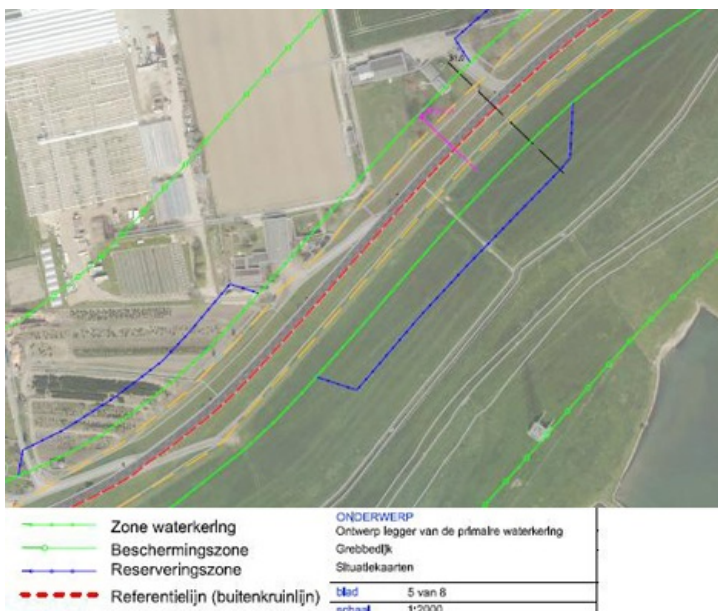 Zone waterkering
Beschermingszone
Reserveringszone
Referentielijn (buitenkruinlijn)
ONDERWERP
Ontwerp legger van de primaire waterkering
Grebbedijk
Situatiekaarten
blad 5 van 8
schaal 1:2000